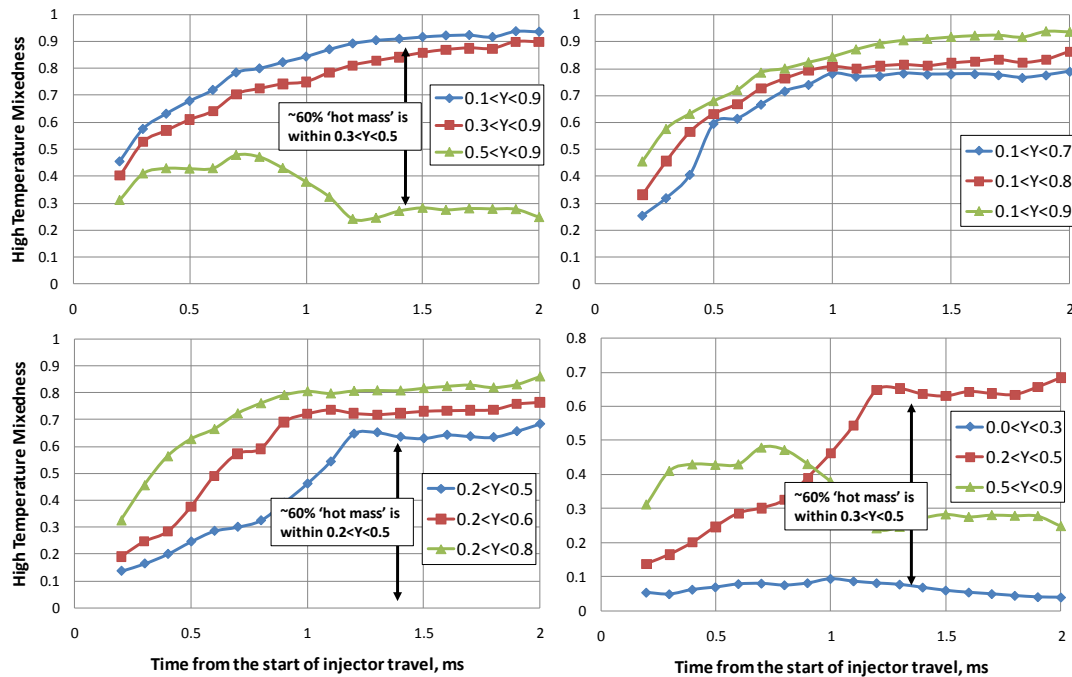 High Temperature Mixedness
1
0.9
0.8
0.7
0.6
0.5
0.4
0.3
0.2
0.1
0
0
0.5
1
1.5
2
~60% 'hot mass' is
within 0.3<Y<0.5
0.1<Y<0.9
0.3<Y<0.9
0.5<Y<0.9
1
0.9
0.8
0.7
0.6
0.5
0.4
0.3
0.2
0.1
0
0
0.5
1
1.5
2
0.1<Y<0.7
0.1<Y<0.8
0.1<Y<0.9
High Temperature Mixedness
1
0.9
0.8
0.7
0.6
0.5
0.4
0.3
0.2
0.1
0
0
0.5
1
1.5
2
~60% 'hot mass' is
within 0.2<Y<0.5
0.2<Y<0.5
0.2<Y<0.6
0.2<Y<0.8
Time from the start of injector travel, ms
0.8
0.7
0.6
0.5
0.4
0.3
0.2
0.1
0
0
0.5
1
1.5
2
~60% 'hot mass' is
within 0.3<Y<0.5
0.0<Y<0.3
0.2<Y<0.5
0.5<Y<0.9
Time from the start of injector travel, ms